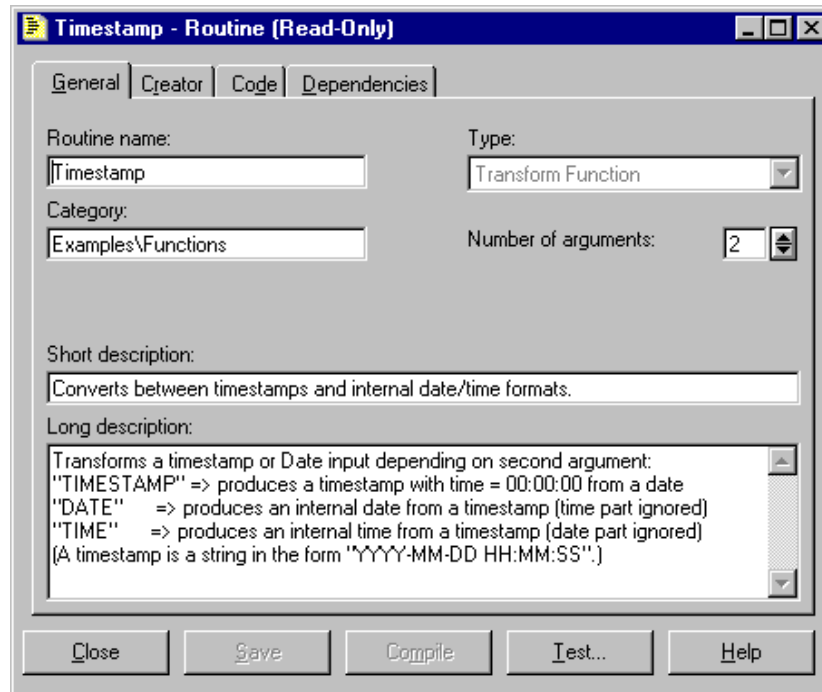 Timestamp - Routine (Read-Only)
General Creator Code Dependencies
Routine name:
Type:
Timestamp
Transform Function
Category:
Examples\Functions
Number of arguments: 2
Short description:
Converts between timestamps and internal date/time formats.
Long description:
Transforms a timestamp or Date input depending on second argument:
"TIMESTAMP" => produces a timestamp with time = 00:00:00 from a date
"DATE" => produces an internal date from a timestamp (time part ignored)
"TIME" => produces an internal time from a timestamp (date part ignored)
(A timestamp is a string in the form "YYYY-MM-DD HH:MM:SS".)
Close Save Compile Test... Help